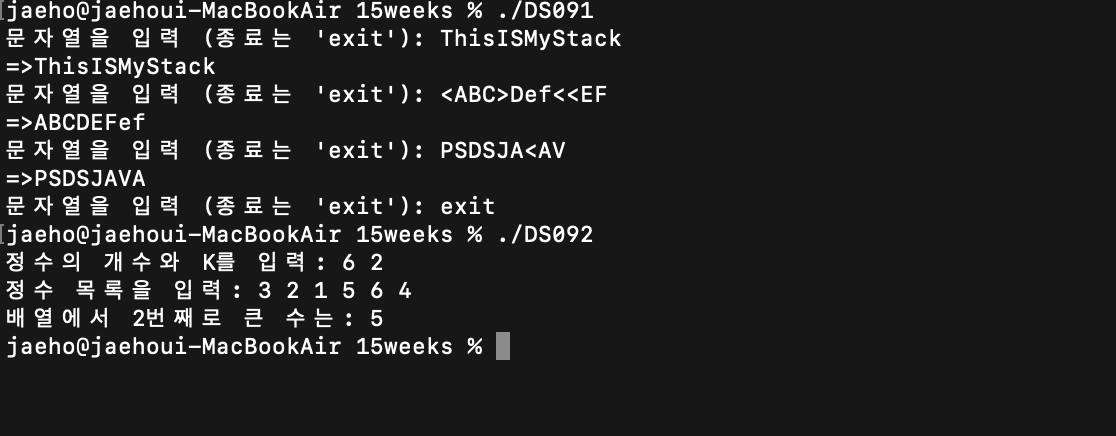 jaeho@jaehoui-MacBookAir 15weeks % ./DS091
문자열을 입력 (종료는 'exit'): ThisISMyStack
=>ThisISMyStack
문자열을 입력 (종료는 'exit'): <ABC>Def<<EF
=>ABCDEFef
문자열을 입력 (종료는 'exit'): PSDSJA<AV
=>PSDSJAVA
문자열을 입력 (종료는 'exit'): exit
jaeho@jaehoui-MacBookAir 15weeks % ./DS092
정수의 개수와 K를 입력: 6 2
정수 목록을 입력: 3 2 1 5 6 4
배열에서 2번째로 큰 수는: 5
jaeho@jaehoui-MacBookAir 15weeks %